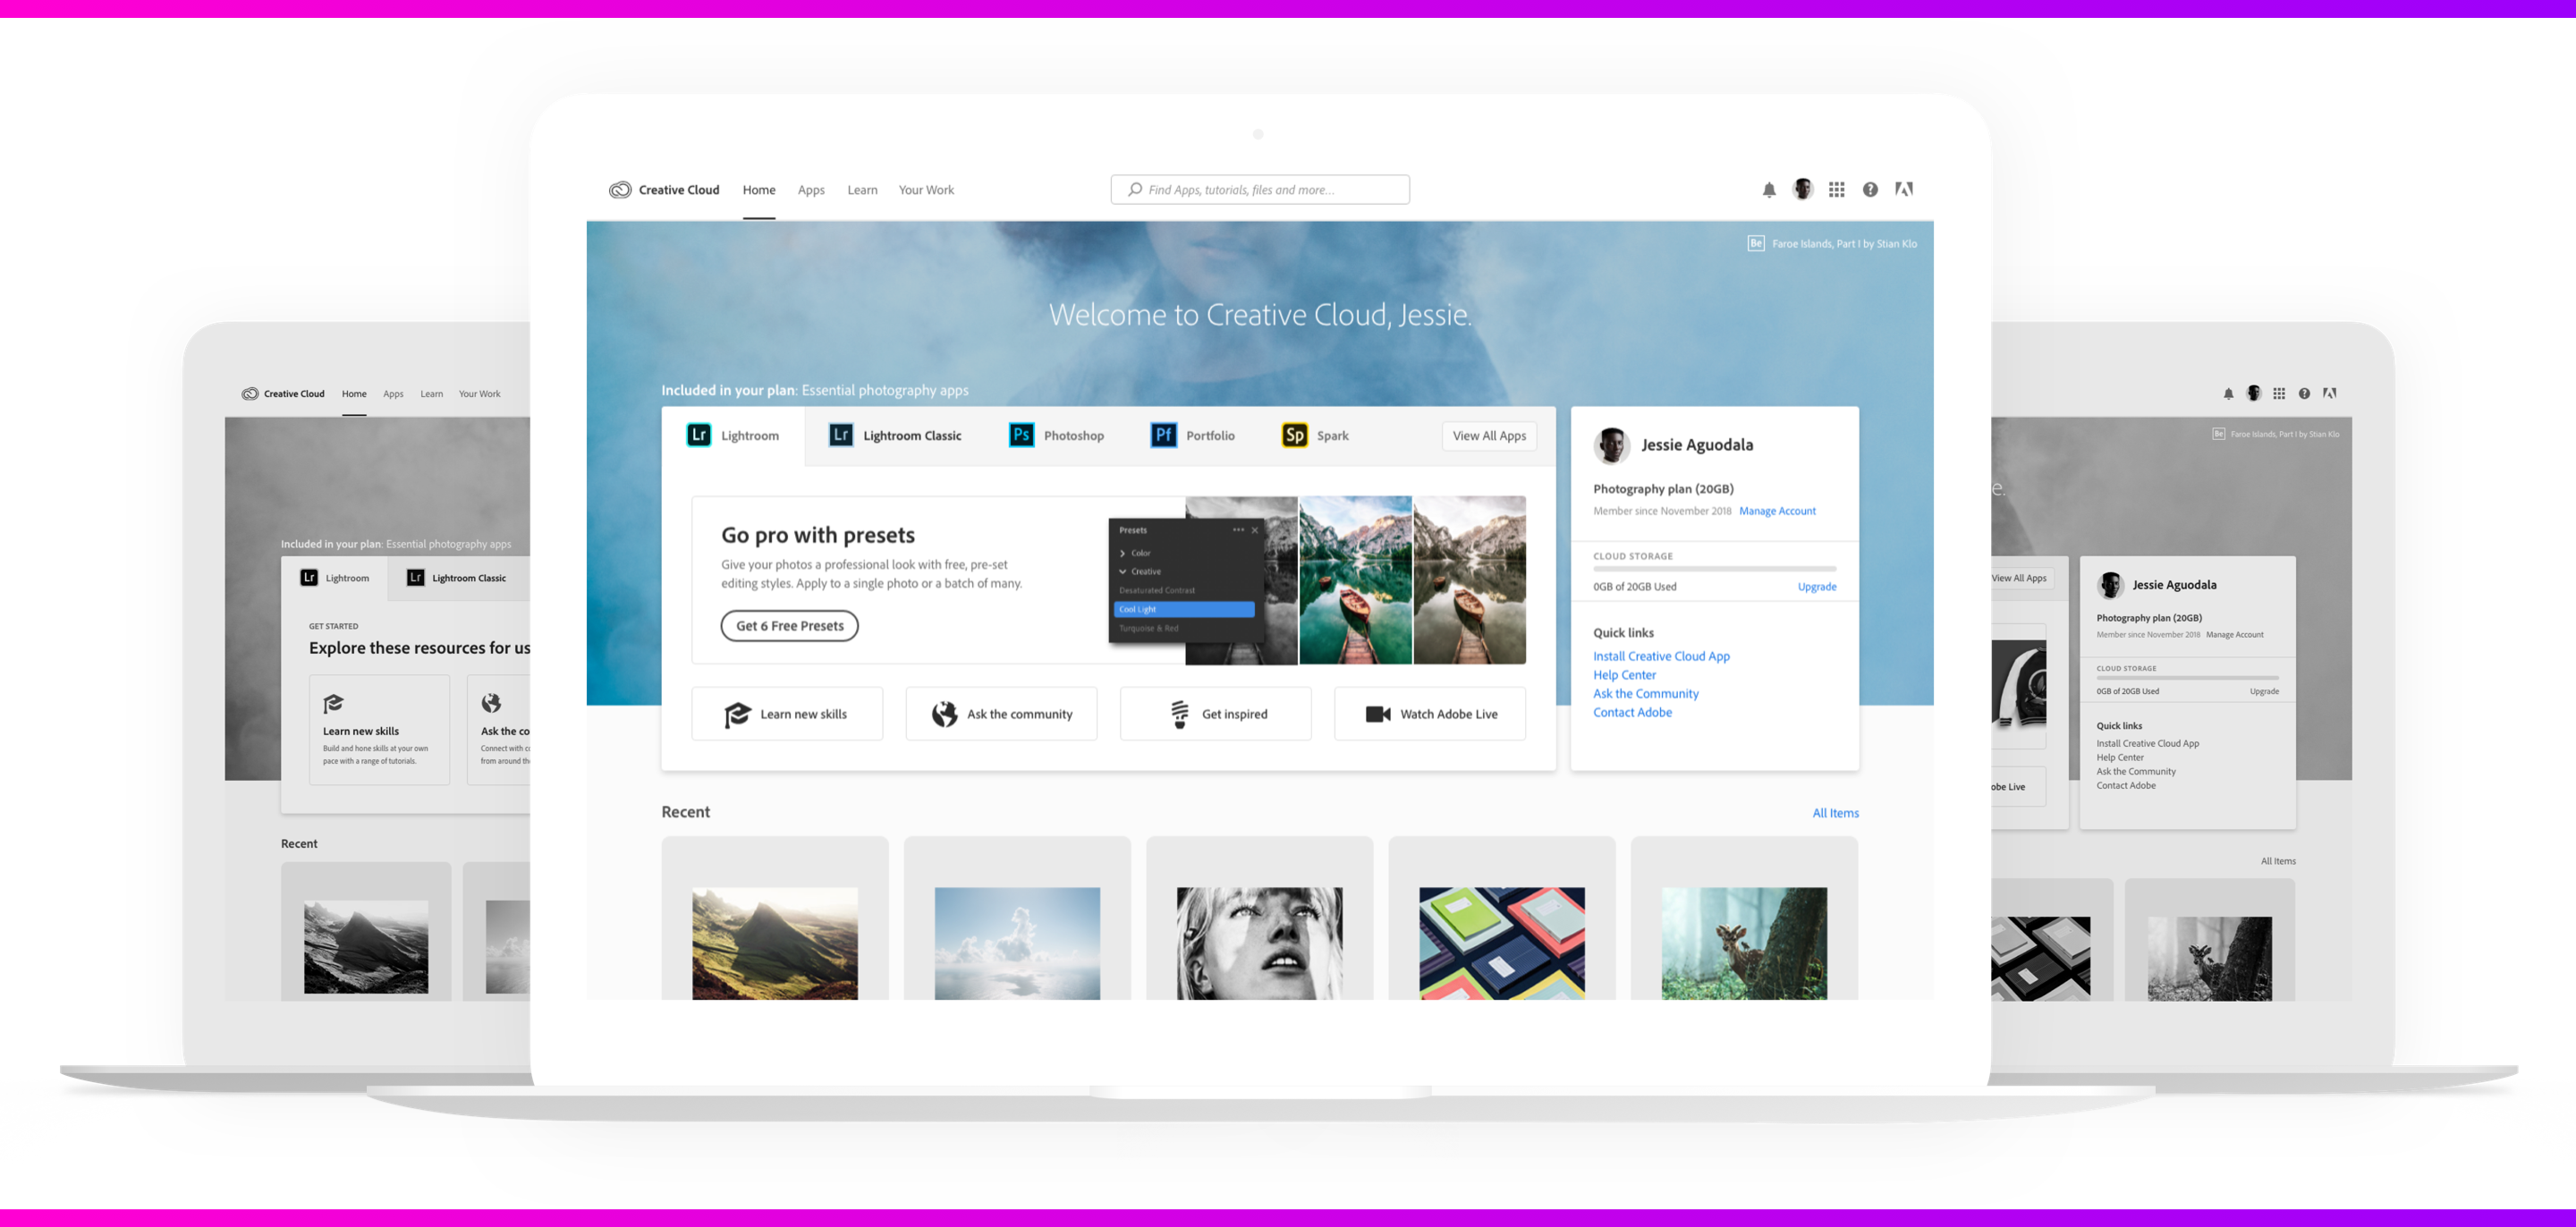 Creative Cloud Home Apps Learn Your Work
Find Apps, tutorials, files and more...
Be Faroe Islands, Part I by Stian Klo
Welcome to Creative Cloud, Jessie.
Included in your plan: Essential photography apps
Lr Lightroom
Lr Lightroom Classic
Ps Photoshop
Pf Portfolio
Sp Spark
View All Apps
Go pro with presets
Give your photos a professional look with free, pre-set
editing styles. Apply to a single photo or a batch of many.
Get 6 Free Presets
Presets
Color
Creative
Desaturated Contrast
Cool Light
Turquoise & Red
Learn new skills
Ask the community
Get inspired
Watch Adobe Live
Jessie Aguodala
Photography plan (20GB)
Member since November 2018 Manage Account
CLOUD STORAGE
0GB of 20GB Used Upgrade
Quick links
Install Creative Cloud App
Help Center
Ask the Community
Contact Adobe
Recent
All Items
Creative Cloud Home Apps Learn Your Work
Included in your plan: Essential photography apps
Lr Lightroom
Lr Lightroom Classic
GET STARTED
Explore these resources for us
Learn new skills
Build and hone skills at your own
pace with a range of tutorials.
Ask the co
Connect with c
from around th
Recent
Be Faroe Islands, Part I by Stian Klo
e.
View All Apps
Jessie Aguodala
Photography plan (20GB)
Member since November 2018 Manage Account
CLOUD STORAGE
0GB of 20GB Used Upgrade
Quick links
Install Creative Cloud App
Help Center
Ask the Community
Contact Adobe
obe Live
All Items